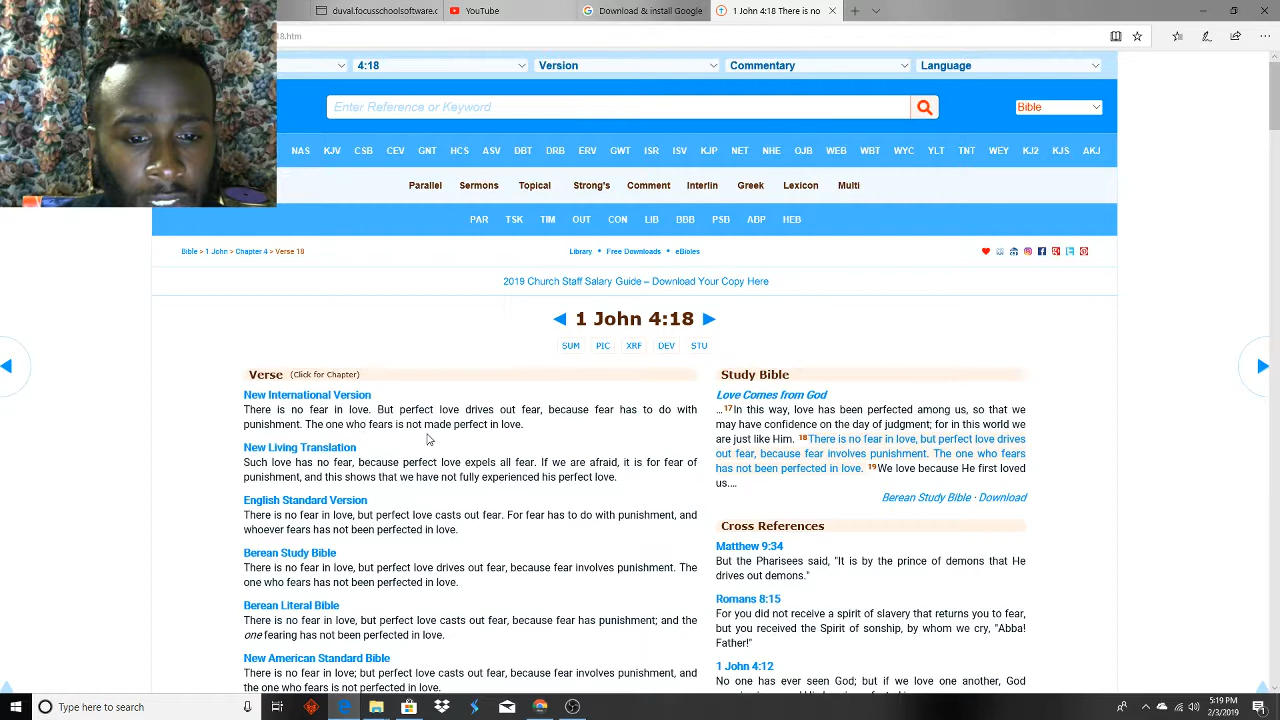 Google
Download - Amazing
1 John 4:18 There is no fear in
8.htm
4:18 Version Commentary Language
Enter Reference or Keyword
Bible
NAS KJV CSB CEV GNT HCS ASV DBT DRB ERV GWT ISR ISV KJP NET NHE OJB WEB WBT WYC YLT TNT WEY KJ2 KJS AKJ
Parallel Sermons Topical Strong's Comment Interlin Greek Lexicon Multi
PAR TSK TIM OUT CON LIB BBB PSB ABP HEB
Bible > 1 John > Chapter 4 > Verse 18
Library • Free Downloads • eBibles
2019 Church Staff Salary Guide – Download Your Copy Here
1 John 4:18
SUM PIC XRF DEV STU
Verse (Click for Chapter)
New International Version
There is no fear in love. But perfect love drives out fear, because fear has to do with
punishment. The one who fears is not made perfect in love.
New Living Translation
Such love has no fear, because perfect love expels all fear. If we are afraid, it is for fear of
punishment, and this shows that we have not fully experienced his perfect love.
English Standard Version
There is no fear in love, but perfect love casts out fear. For fear has to do with punishment, and
whoever fears has not been perfected in love.
Berean Study Bible
There is no fear in love, but perfect love drives out fear, because fear involves punishment. The
one who fears has not been perfected in love.
Berean Literal Bible
There is no fear in love, but perfect love casts out fear, because fear has punishment; and the
one fearing has not been perfected in love.
New American Standard Bible
There is no fear in love; but perfect love casts out fear, because fear involves punishment, and
the one who fears is not perfected in love.
Study Bible
Love Comes from God
…17In this way, love has been perfected among us, so that we
may have confidence on the day of judgment; for in this world we
are just like Him. 18There is no fear in love, but perfect love drives
out fear, because fear involves punishment. The one who fears
has not been perfected in love. 19We love because He first loved
us.…
Berean Study Bible · Download
Cross References
Matthew 9:34
But the Pharisees said, "It is by the prince of demons that He
drives out demons."
Romans 8:15
For you did not receive a spirit of slavery that returns you to fear,
but you received the Spirit of sonship, by whom we cry, "Abba!
Father!"
1 John 4:12
No one has ever seen God; but if we love one another, God
Type here to search
5:19 PM
2/3/2019